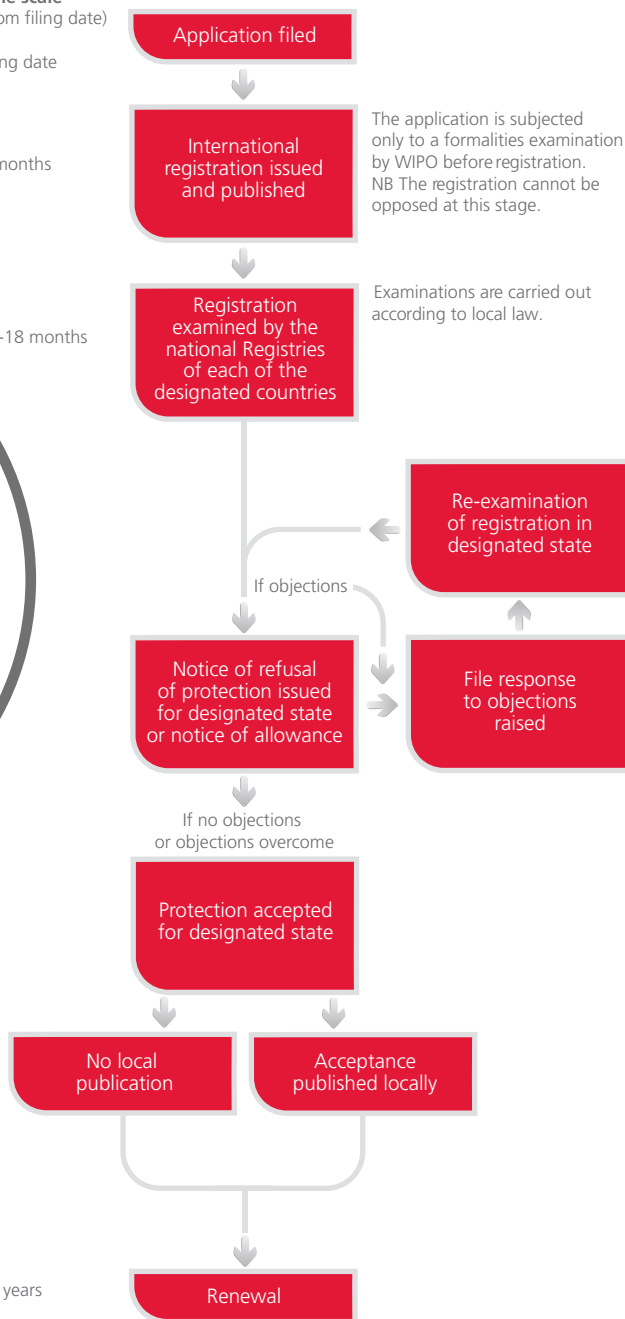 scale
from filing date)
Application filed
filing date
International
registration issued
and published
The application is subjected
only to a formalities examination
by WIPO before registration.
NB The registration cannot be
opposed at this stage.
months
Registration
examined by the
national Registries
of each of the
designated countries
Examinations are carried out
according to local law.
-18 months
Re-examination
of registration in
designated state
If objections
Notice of refusal
of protection issued
for designated state
or notice of allowance
File response
to objections
raised
If no objections
or objections overcome
Protection accepted
for designated state
No local
publication
Acceptance
published locally
years
Renewal